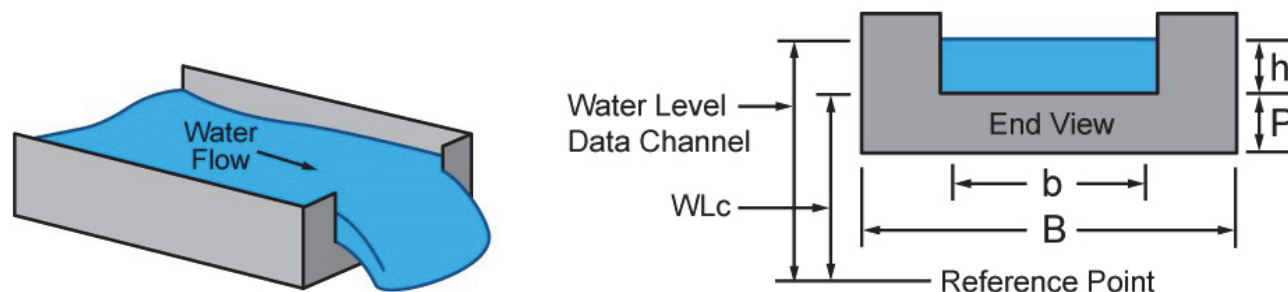 Water
Flow
Water Level
Data Channel
WLc
End View
h
P
b
B
Reference Point